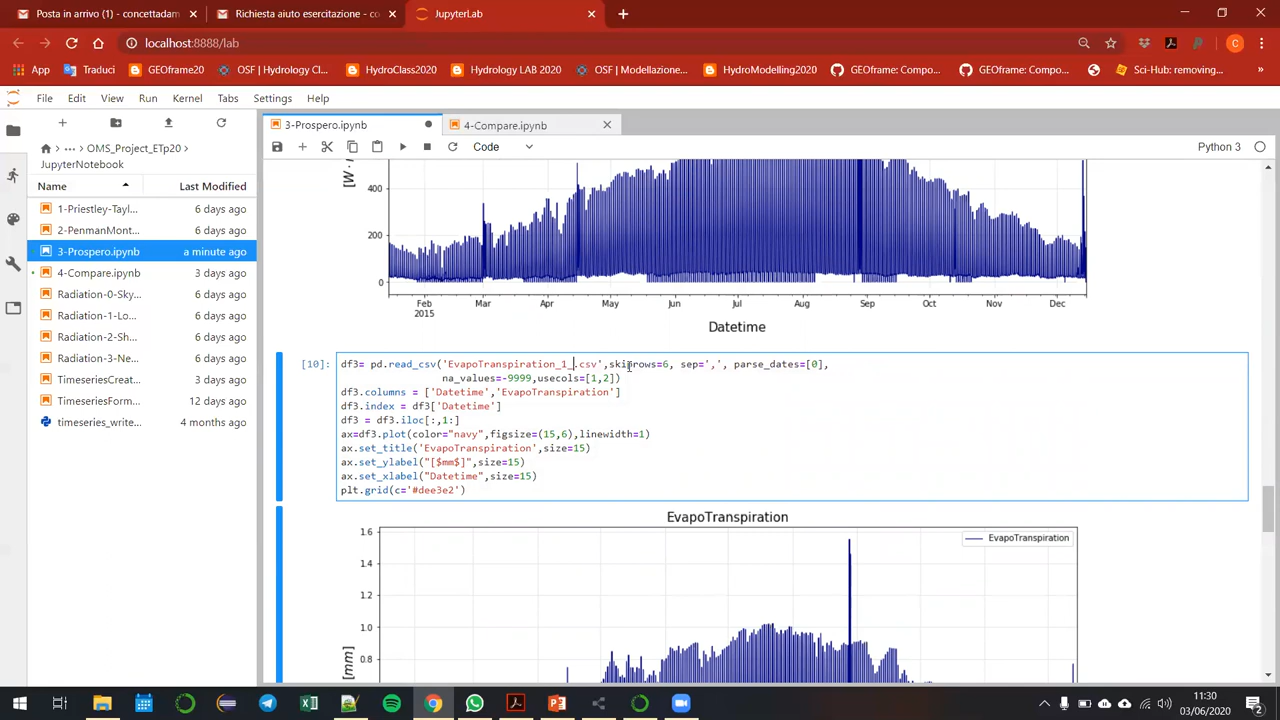 Posta in arrivo (1) - concettadam
Richiesta aiuto esercitazione - co
JupyterLab
localhost:8888/lab
App
Traduci
GEOframe20
OSF | Hydrology Cl...
HydroClass2020
Hydrology LAB 2020
OSF | Modellazione...
HydroModelling2020
GEOframe: Compo...
GEOframe: Compo...
Sci-Hub: removing...
File Edit View Run Kernel Tabs Settings Help
3-Prospero.ipynb
4-Compare.ipynb
Code
Python 3
··· OMS_Project_ETp20
JupyterNotebook
Name Last Modified
1-Priestley-Tayl... 6 days ago
2-PenmanMont... 6 days ago
3-Prospero.ipynb a minute ago
4-Compare.ipynb 3 days ago
Radiation-0-Sky... 6 days ago
Radiation-1-Lo... 6 days ago
Radiation-2-Sh... 6 days ago
Radiation-3-Ne... 6 days ago
TimeseriesCreat... 6 days ago
TimeseriesForm... 12 days ago
timeseries_write... 4 months ago
400
200
0
Feb Mar Apr May Jun Jul Aug Sep Oct Nov Dec
2015
Datetime
[10]: df3= pd.read_csv('EvapoTranspiration_1_.csv',skiprows=6, sep=',', parse_dates=[0],
na_values=-9999,usecols=[1,2])
df3.columns = ['Datetime','EvapoTranspiration']
df3.index = df3['Datetime']
df3 = df3.iloc[:,1:]
ax=df3.plot(color="navy",figsize=(15,6),linewidth=1)
ax.set_title('EvapoTranspiration',size=15)
ax.set_ylabel("[$mm$]",size=15)
ax.set_xlabel("Datetime",size=15)
plt.grid(c='#dee3e2')
EvapoTranspiration
EvapoTranspiration
1.6
1.4
1.2
1.0
0.8
[mm]
11:30
03/06/2020